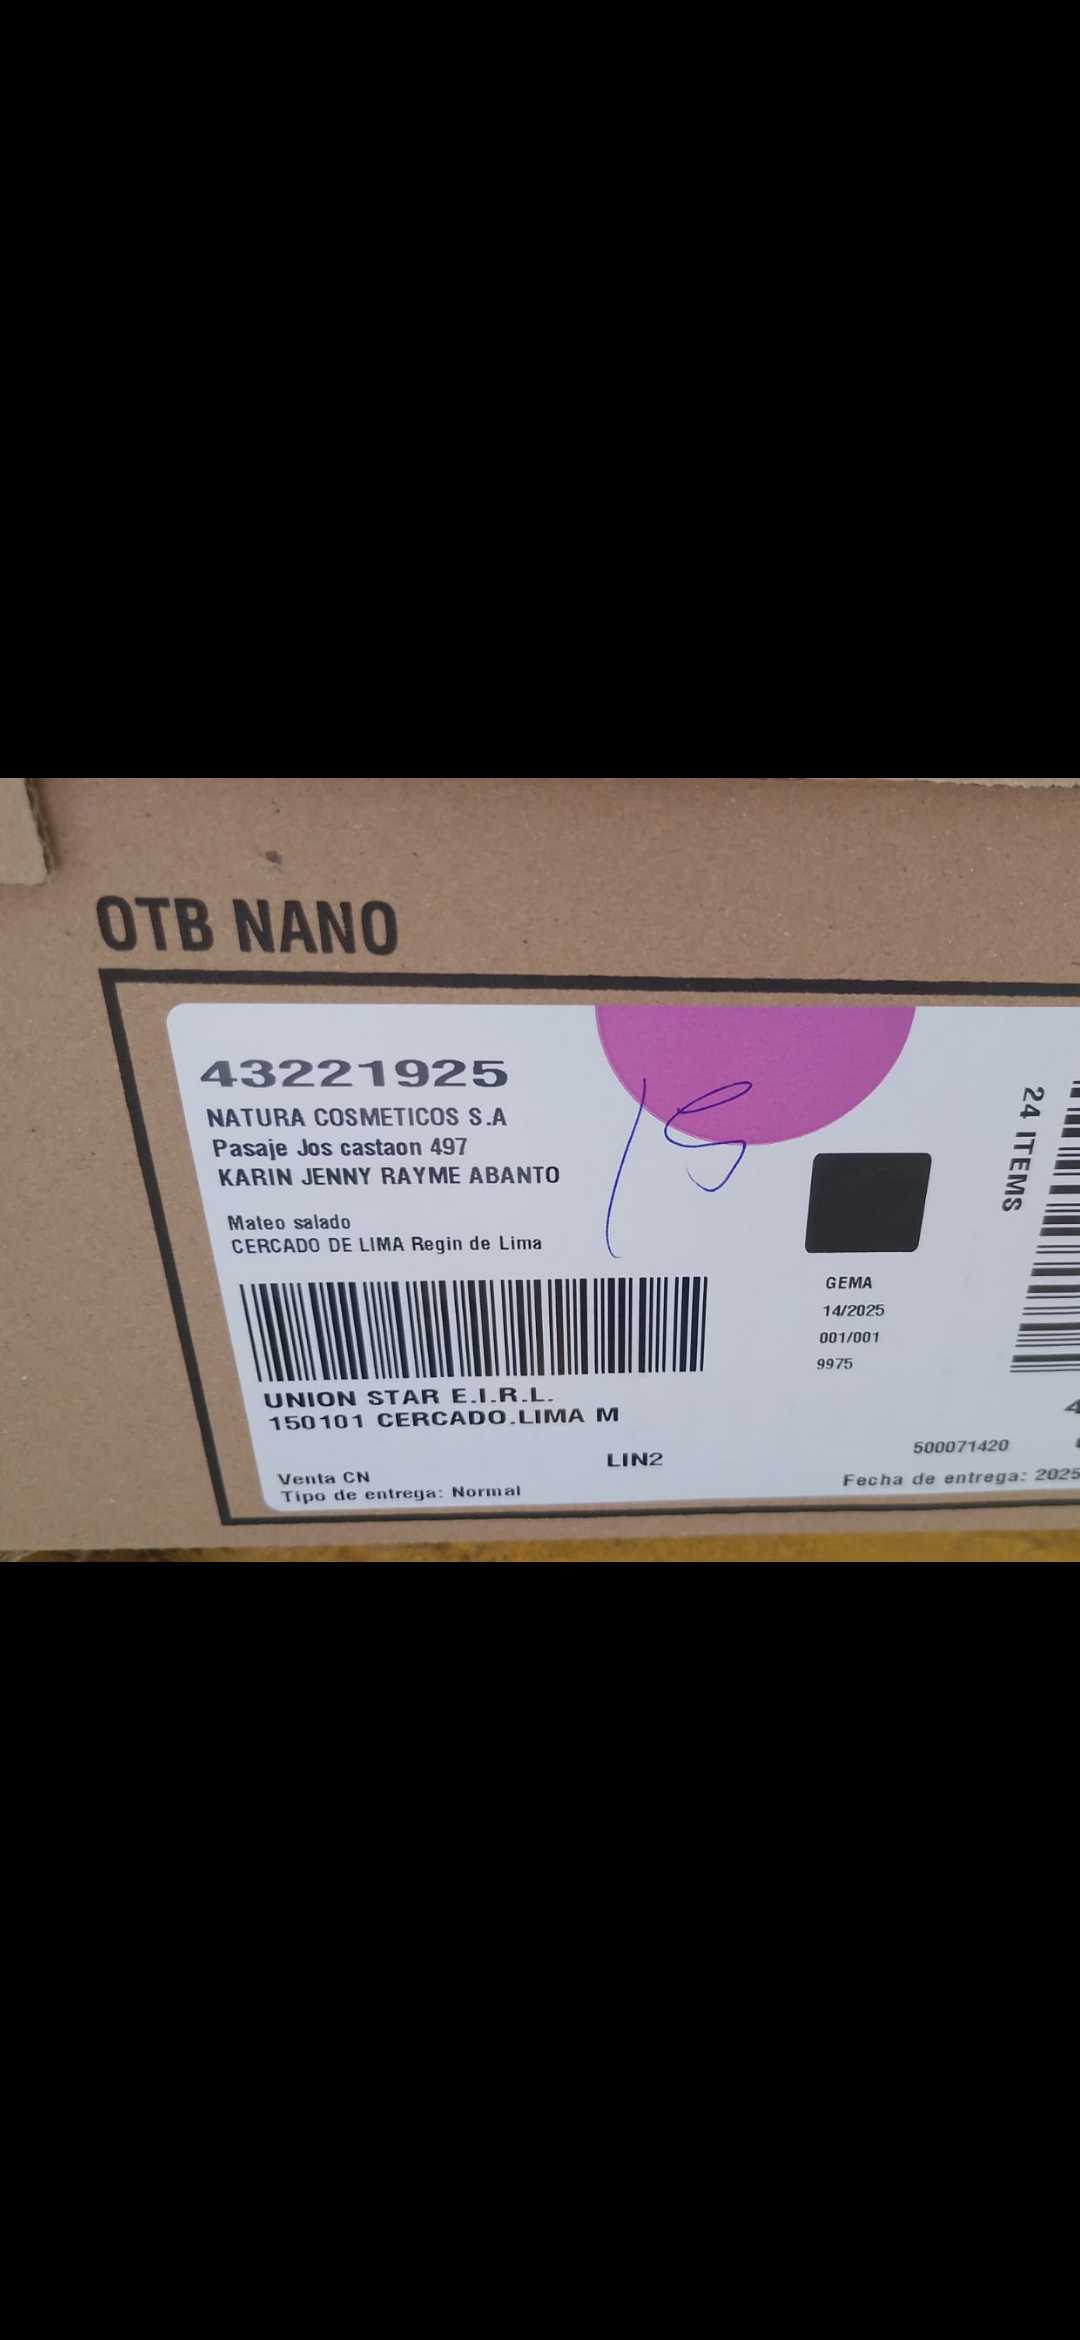 OTB NANO
43221925
NATURA COSMETICOS S.A
Pasaje Jos castaon 497
KARIN JENNY RAYME ABANTO
Mateo salado
CERCADO DE LIMA Regin de Lima
15
24 ITEMS
GEMA
14/2025
001/001
9975
UNION STAR E.I.R.L.
150101 CERCADO.LIMA M
LIN2
500071420
Venta CN
Tipo de entrega: Normal
Fecha de entrega: 2025